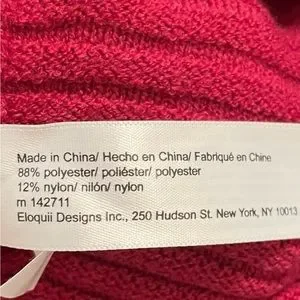 Made in China/ Hecho en China/ Fabriqué en Chine
88% polyester/ poliéster/ polyester
12% nylon/ nilón/ nylon
m 142711
Eloquii Designs Inc., 250 Hudson St. New York, NY 10013